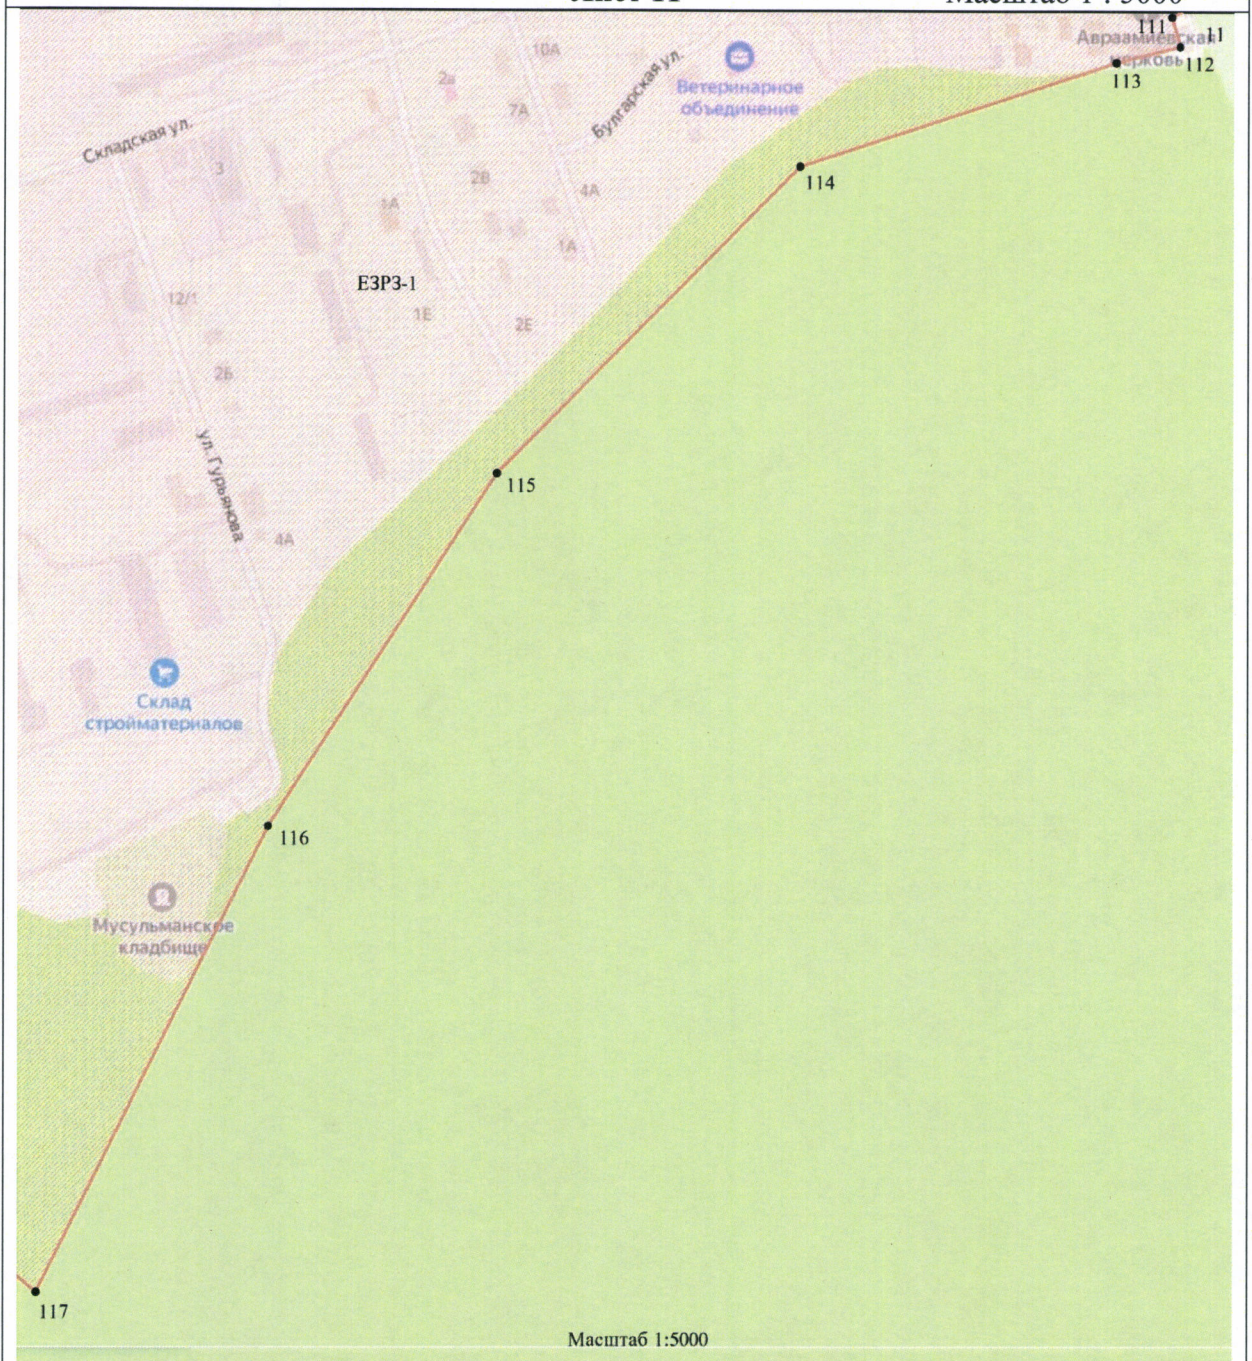 Масштаб 1 : 5000
111
Авраамиевская
церковь
11
112
113
10А
2а
7А
Булгарская ул.
Ветеринарное
объединение
Складская ул.
3
2В
4А
114
1А
1А
ЕЗРЗ-1
12/1
1Е
2Е
2Б
ул. Гурьянова
115
4А
Склад
стройматериалов
116
Мусульманское
кладбище
117
Масштаб 1:5000